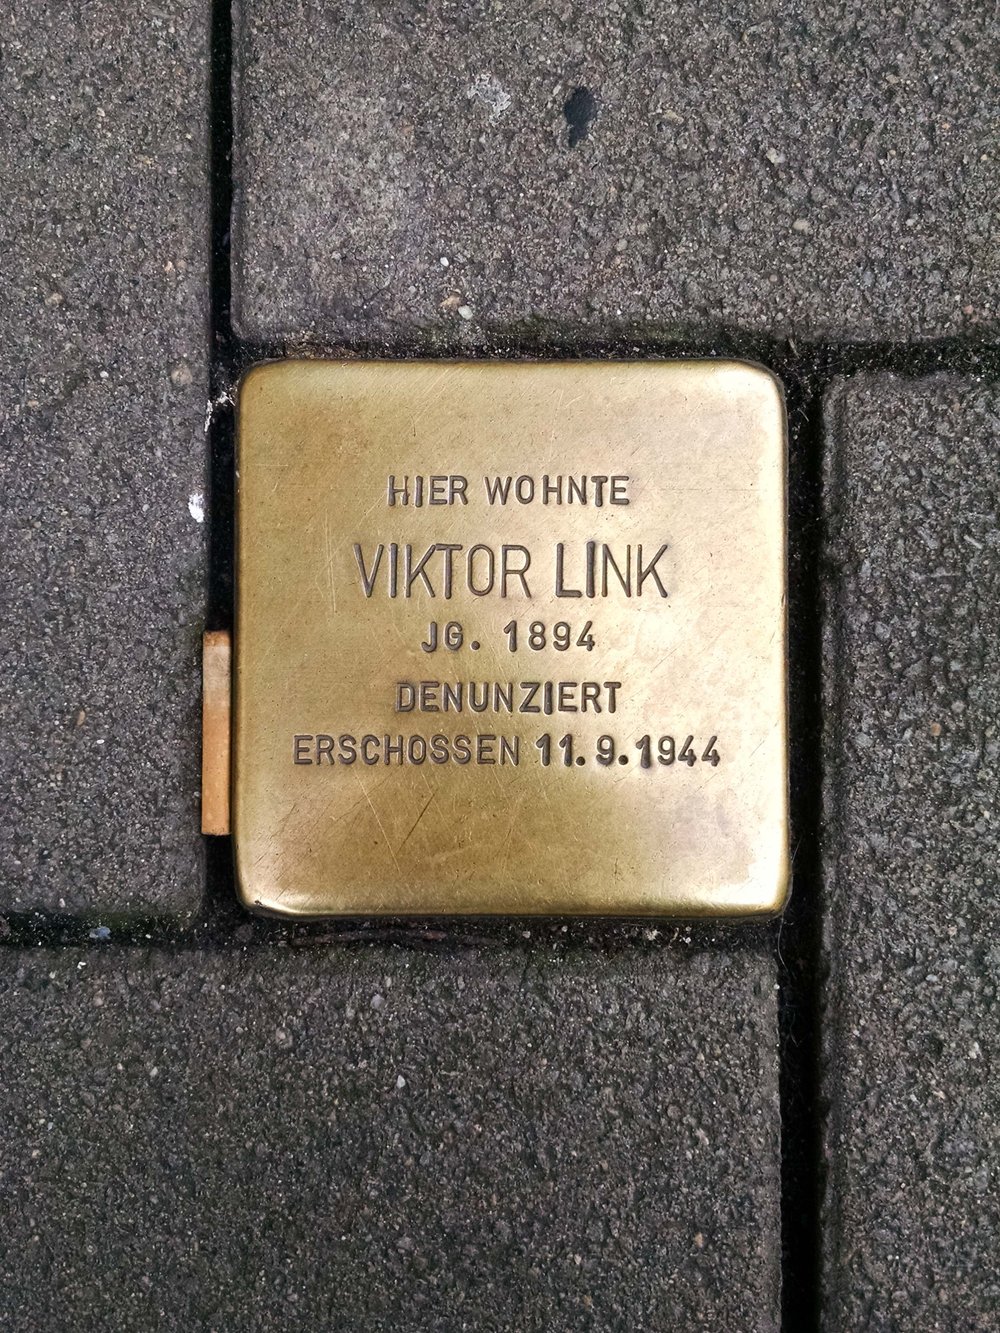 HIER WOHNTE
VIKTOR LINK
JG. 1894
DENUNZIERT
ERSCHOSSEN 11.9.1944